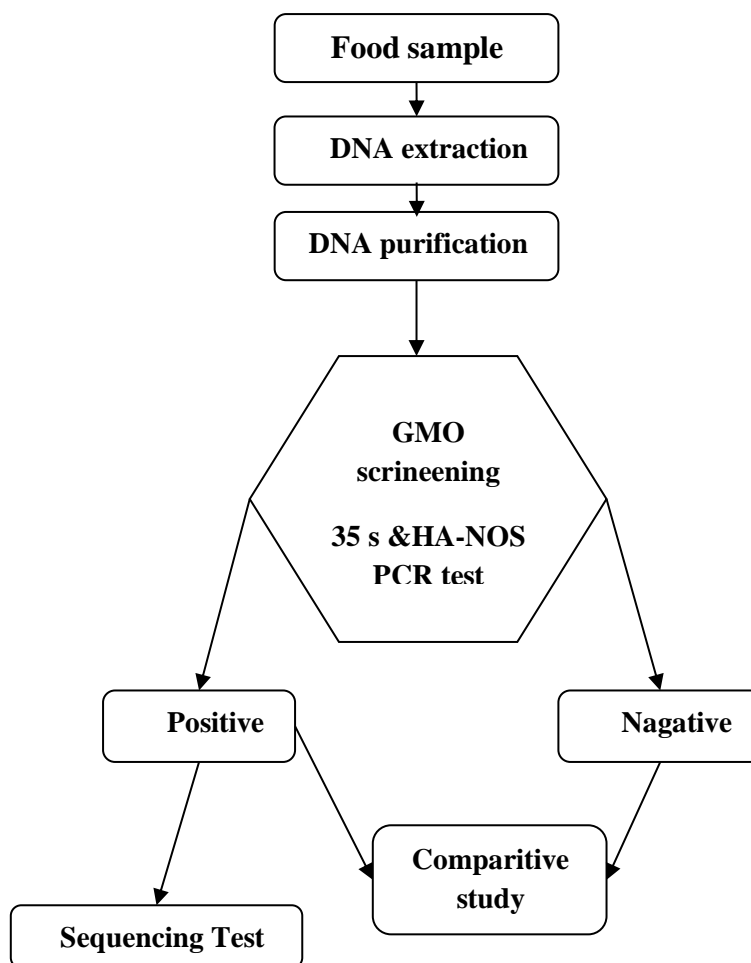 Food sample
DNA extraction
DNA purification
GMO
scrineening
35 s &HA-NOS
PCR test
Positive
Nagative
Comparitive
study
Sequencing Test